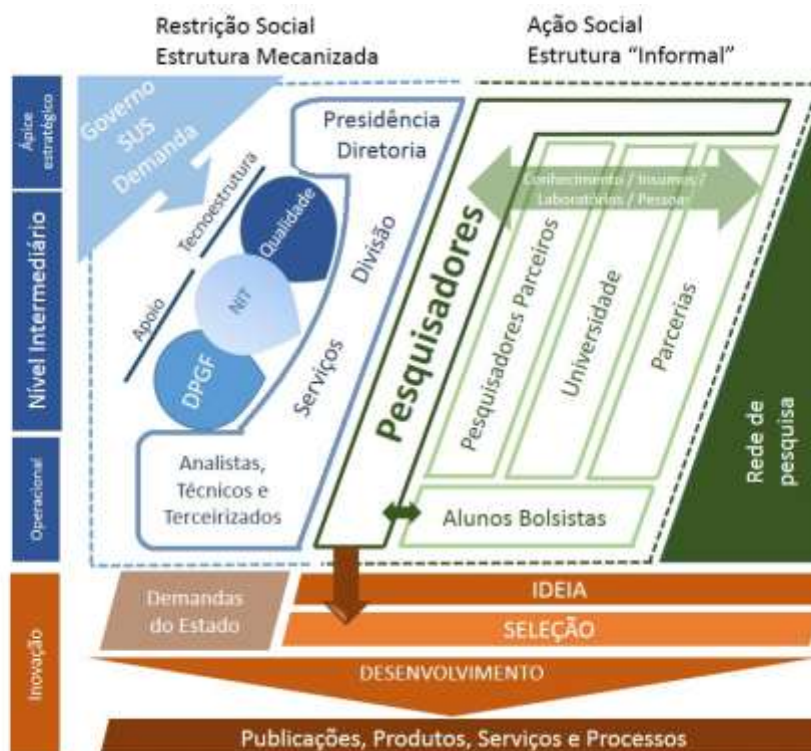 Restrição Social
Estrutura Mecanizada
Ação Social
Estrutura “Informal”
Ápice
estratégico
Governo
SUS
Demanda
Presidência
Diretoria
Tecnoestrutura
Qualidade
Divisão
Conhecimento / Insumos /
Laboratórios / Pessoal
Nível Intermediário
Apoio
NIT
DPGF
Serviços
Pesquisadores
Pesquisadores Parceiros
Universidade
Parcerias
Rede de
pesquisa
Operacional
Analistas,
Técnicos e
Terceirizados
Alunos Bolsistas
Inovação
Demandas
do Estado
IDEIA
SELEÇÃO
DESENVOLVIMENTO
Publicações, Produtos, Serviços e Processos